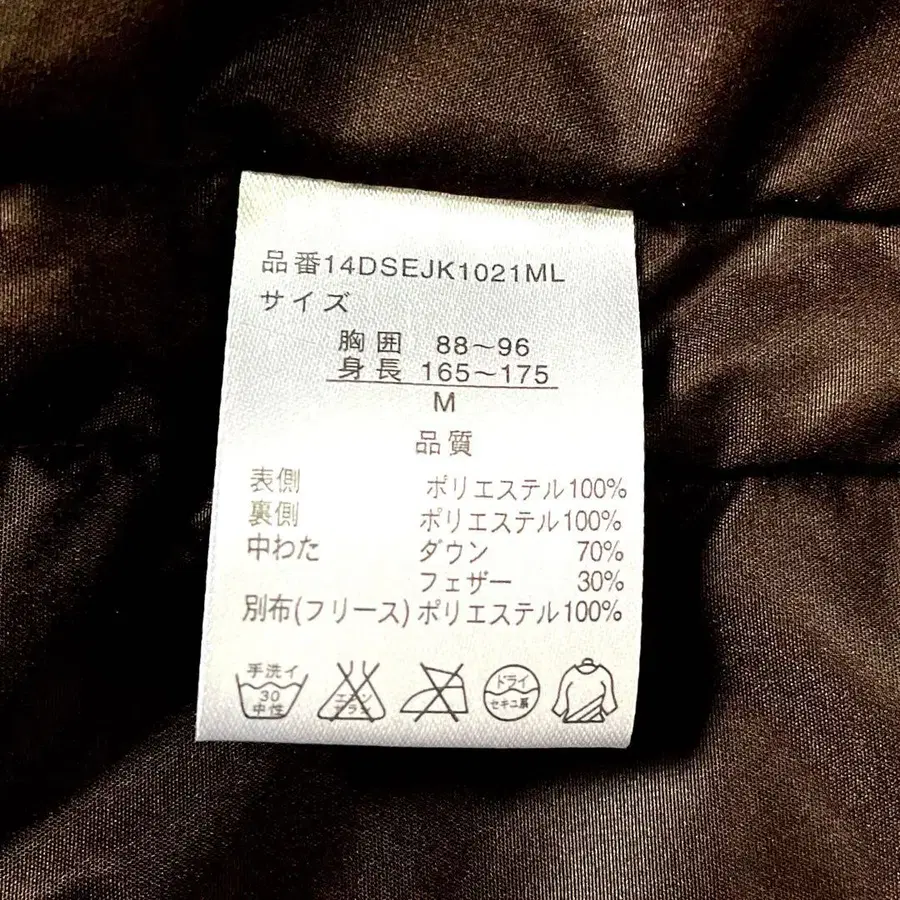 品番14DSEJK1021ML
サイズ
胸囲 88〜96
身長 165〜175
M
品質
表側 ポリエステル100%
裏側 ポリエステル100%
中わた ダウン 70%
フェザー 30%
別布(フリース) ポリエステル100%
手洗イ
30
中性
エンソ
サラシ
ドライ
セキユ系